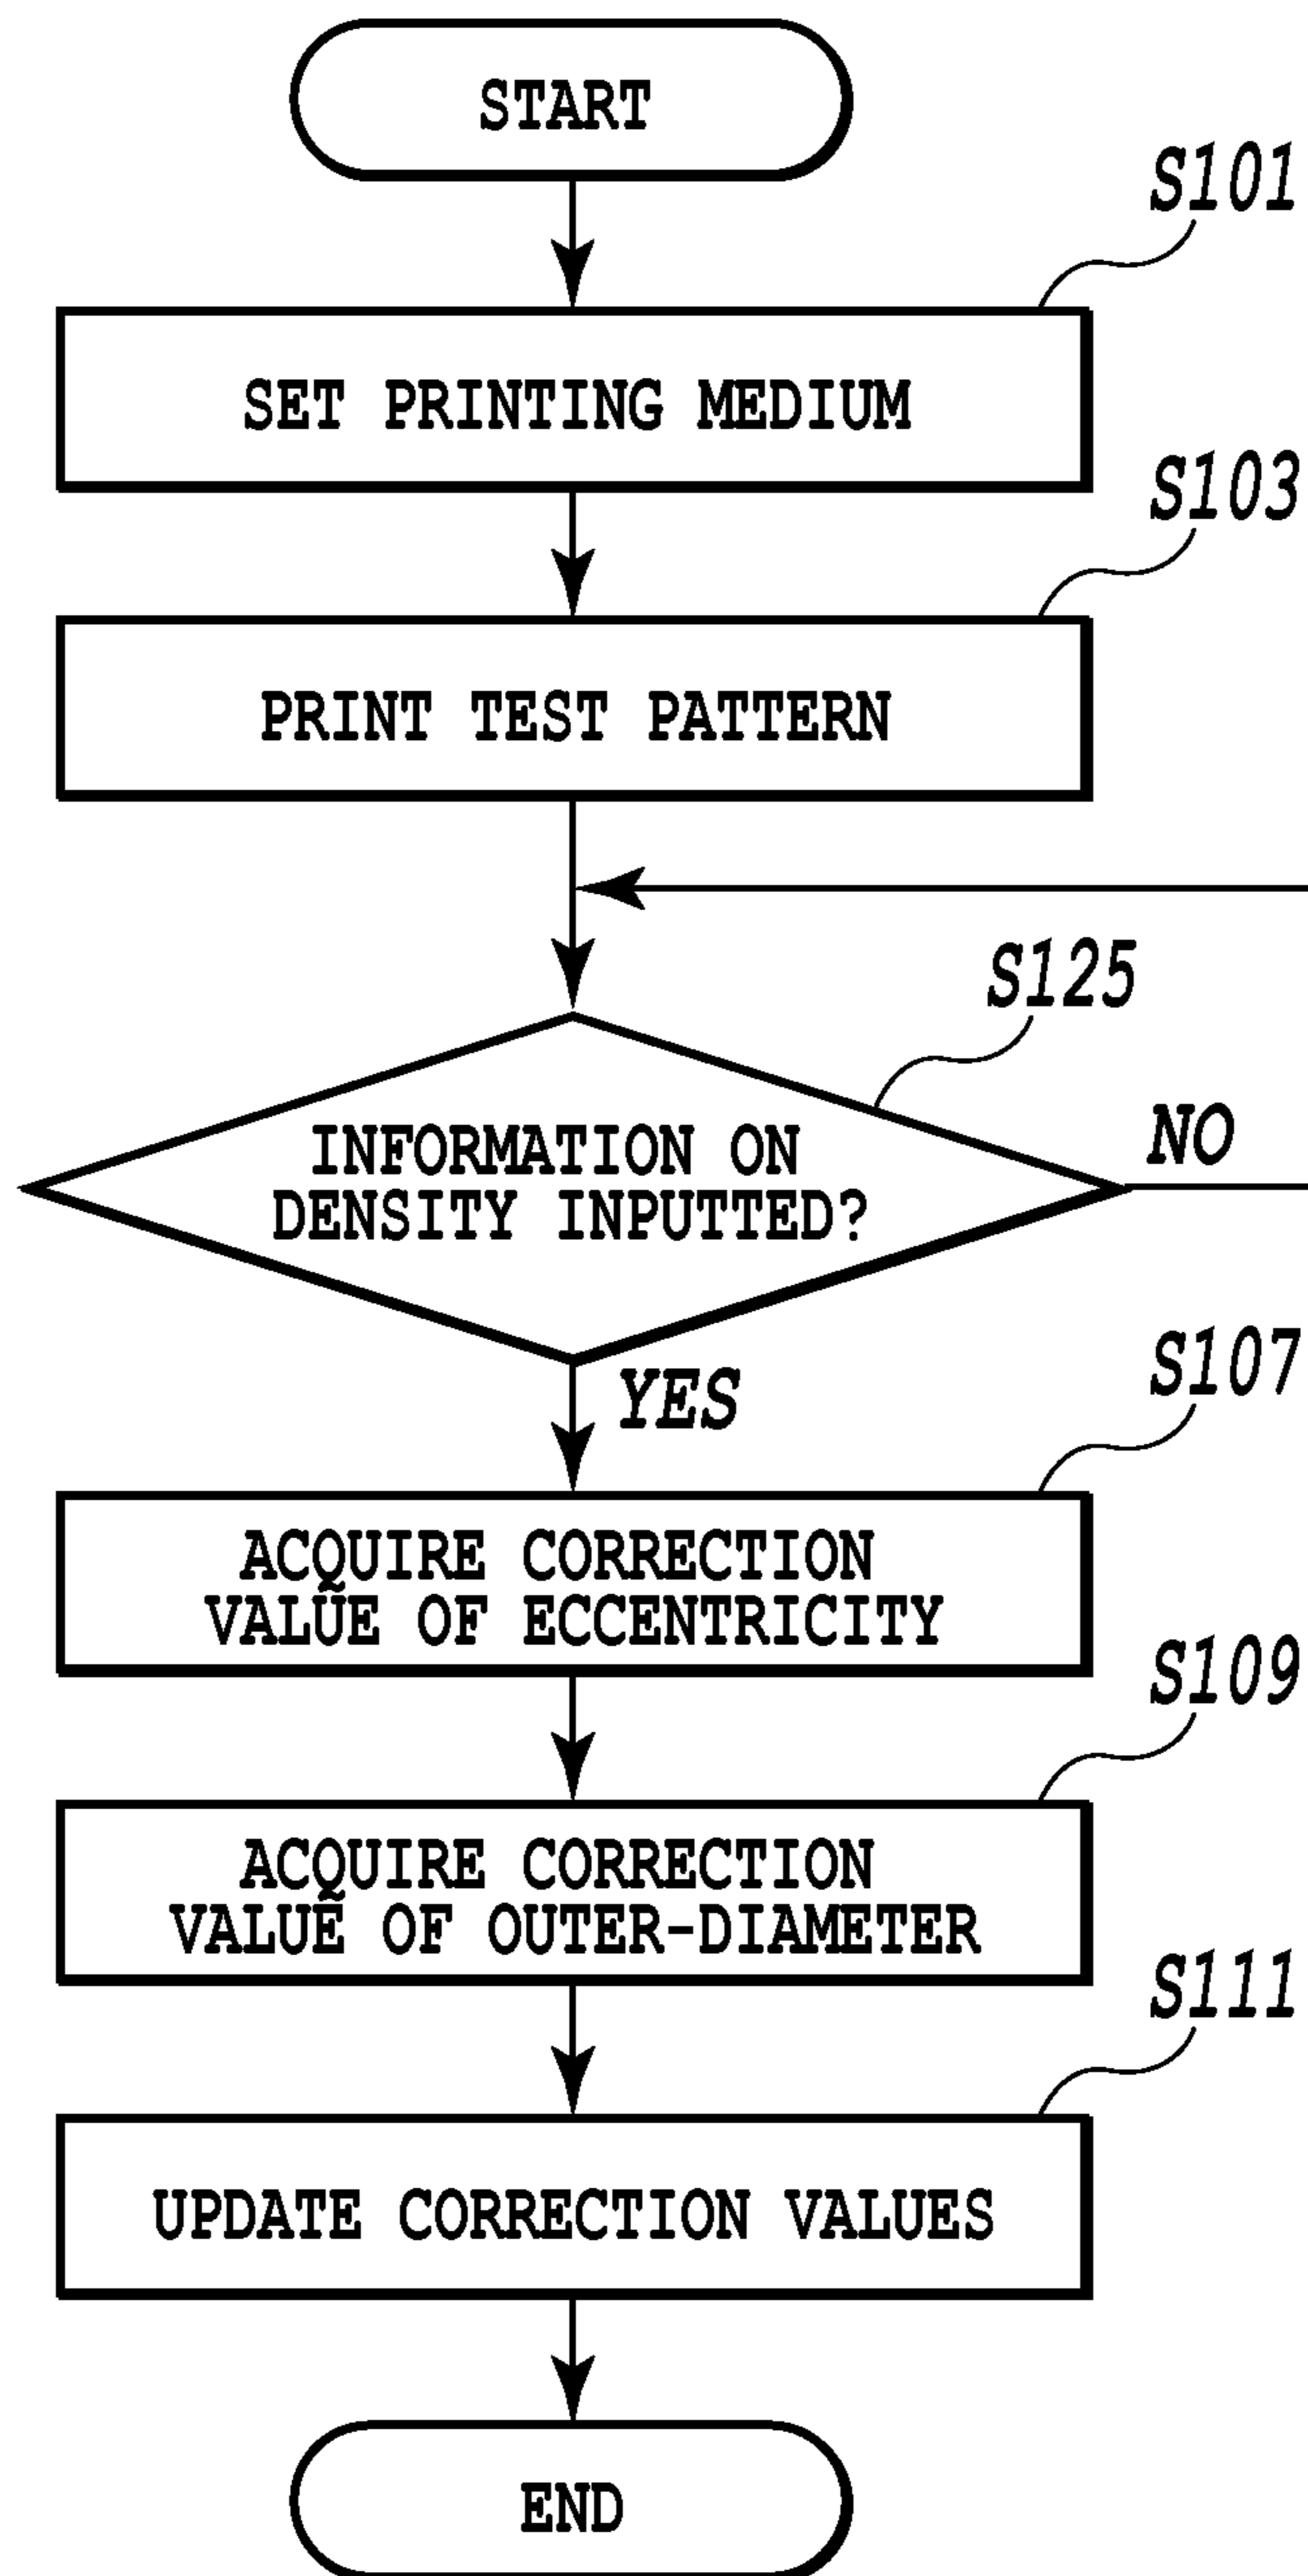 START
S101
SET PRINTING MEDIUM
S103
PRINT TEST PATTERN
S125
INFORMATION ON
DENSITY INPUTTED?
NO
YES
S107
ACQUIRE CORRECTION
VALUE OF ECCENTRICITY
S109
ACQUIRE CORRECTION
VALUE OF OUTER-DIAMETER
S111
UPDATE CORRECTION VALUES
END